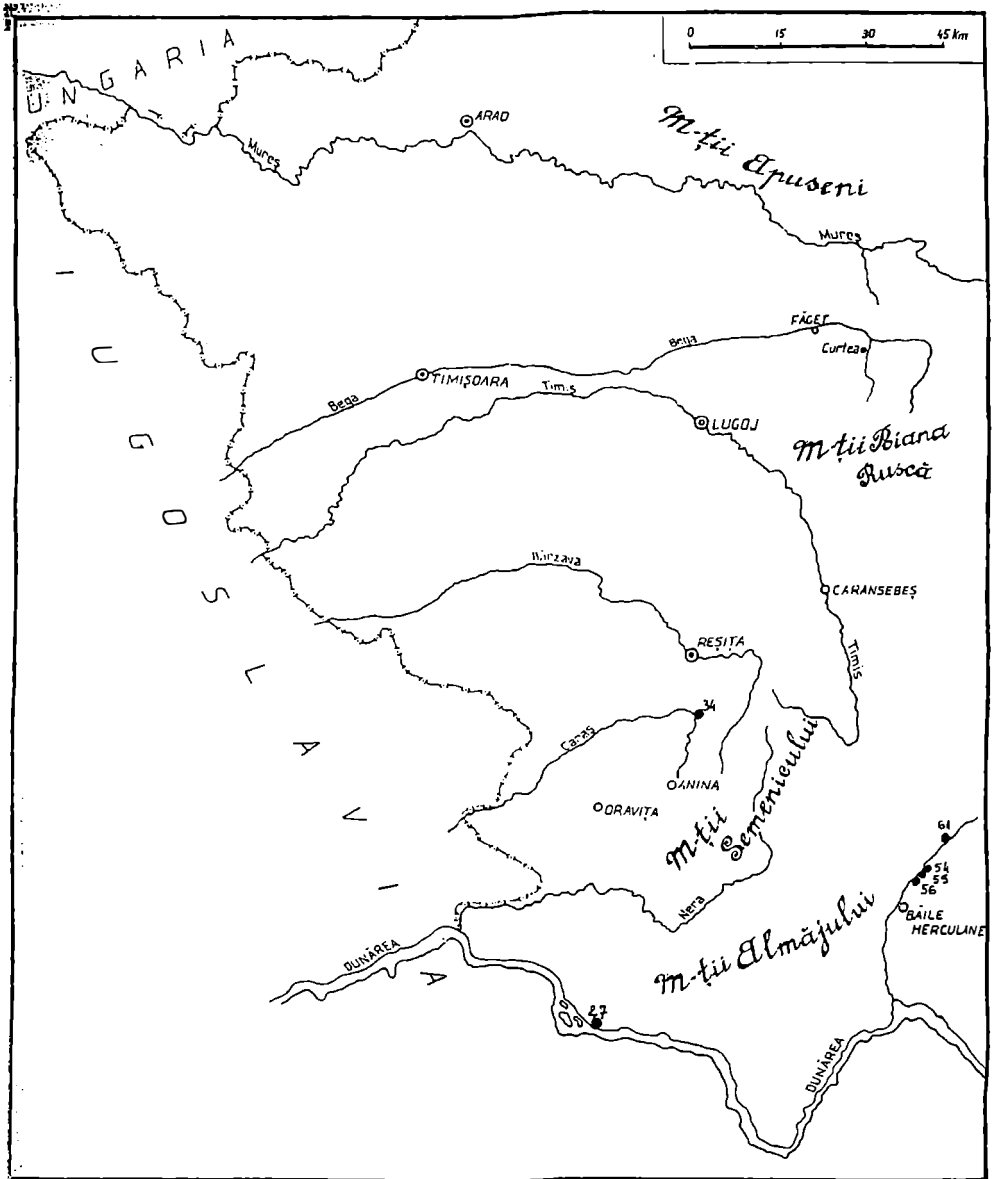 UNGARIA
0 15 30 45 Km
ARAD
Mureș
M-ții Apuseni
Mureș
FĂGET
Curtea
Bega
TIMIȘOARA
Bega
Timiș
LUGOJ
M-ții Poiana
Ruscă
IUGOSLAVIA
Bârzava
CARANSEBEȘ
REȘIȚA
Timiș
34
Caraș
ANINA
ORAVIȚA
M-ții
Semenicului
61
54
55
56
BĂILE
HERCULANE
Nera
M-ții Almăjului
DUNĂREA
27
DUNĂREA